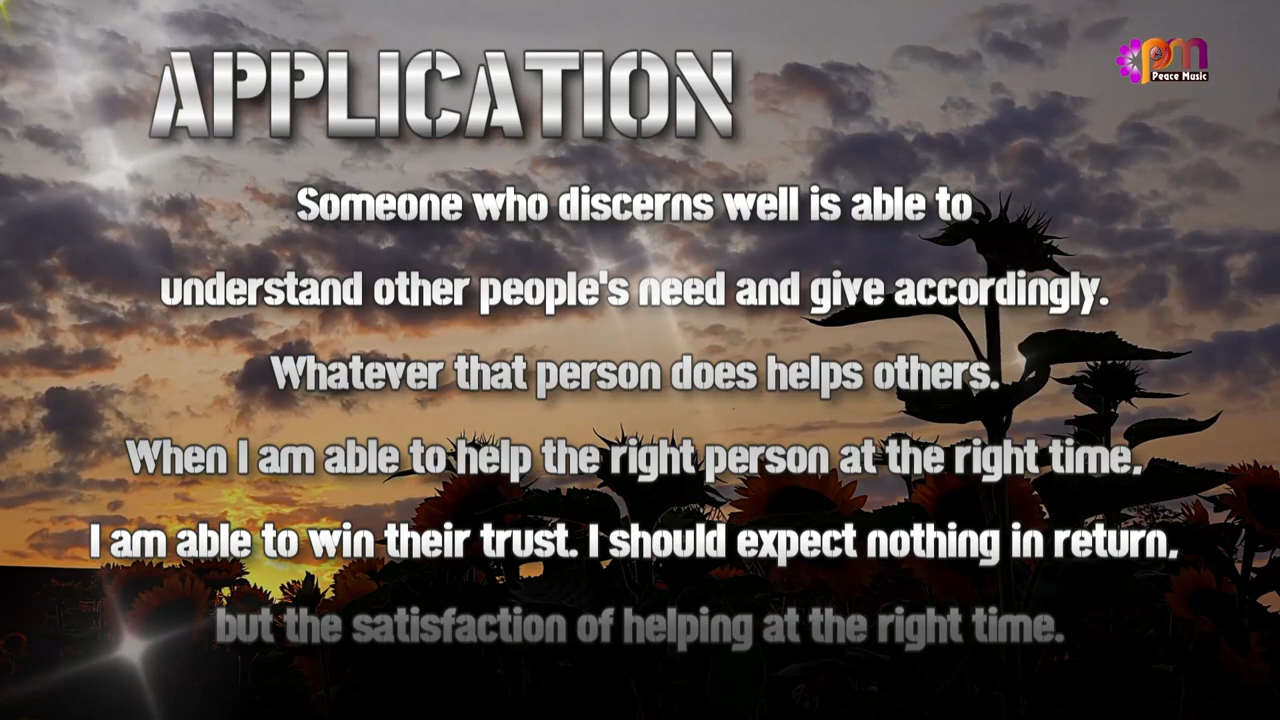 APPLICATION
pm
Peace Music
Someone who discerns well is able to
understand other people's need and give accordingly.
Whatever that person does helps others.
When I am able to help the right person at the right time,
I am able to win their trust. I should expect nothing in return,
but the satisfaction of helping at the right time.